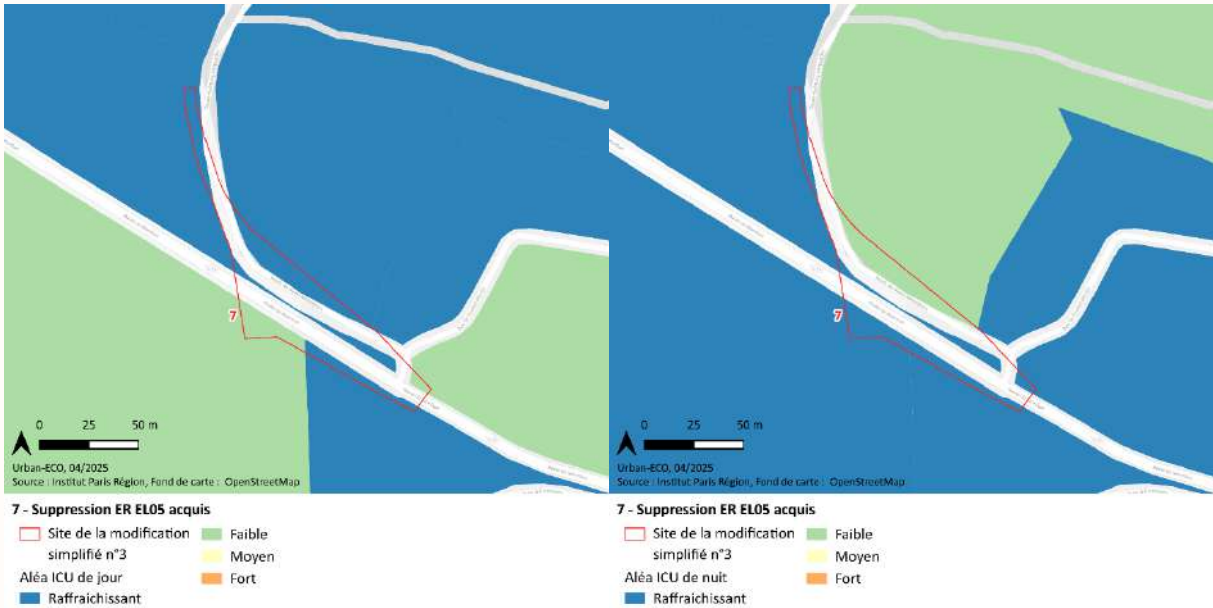 7
0 25 50 m
Urban-ECO, 04/2025
Source : Institut Paris Région, Fond de carte : OpenStreetMap
7 - Suppression ER EL05 acquis
Site de la modification
simplifié n°3
Aléa ICU de jour
Raffraichissant
Faible
Moyen
Fort
7
0 25 50 m
Urban-ECO, 04/2025
Source : Institut Paris Région, Fond de carte : OpenStreetMap
7 - Suppression ER EL05 acquis
Site de la modification
simplifié n°3
Aléa ICU de nuit
Raffraichissant
Faible
Moyen
Fort